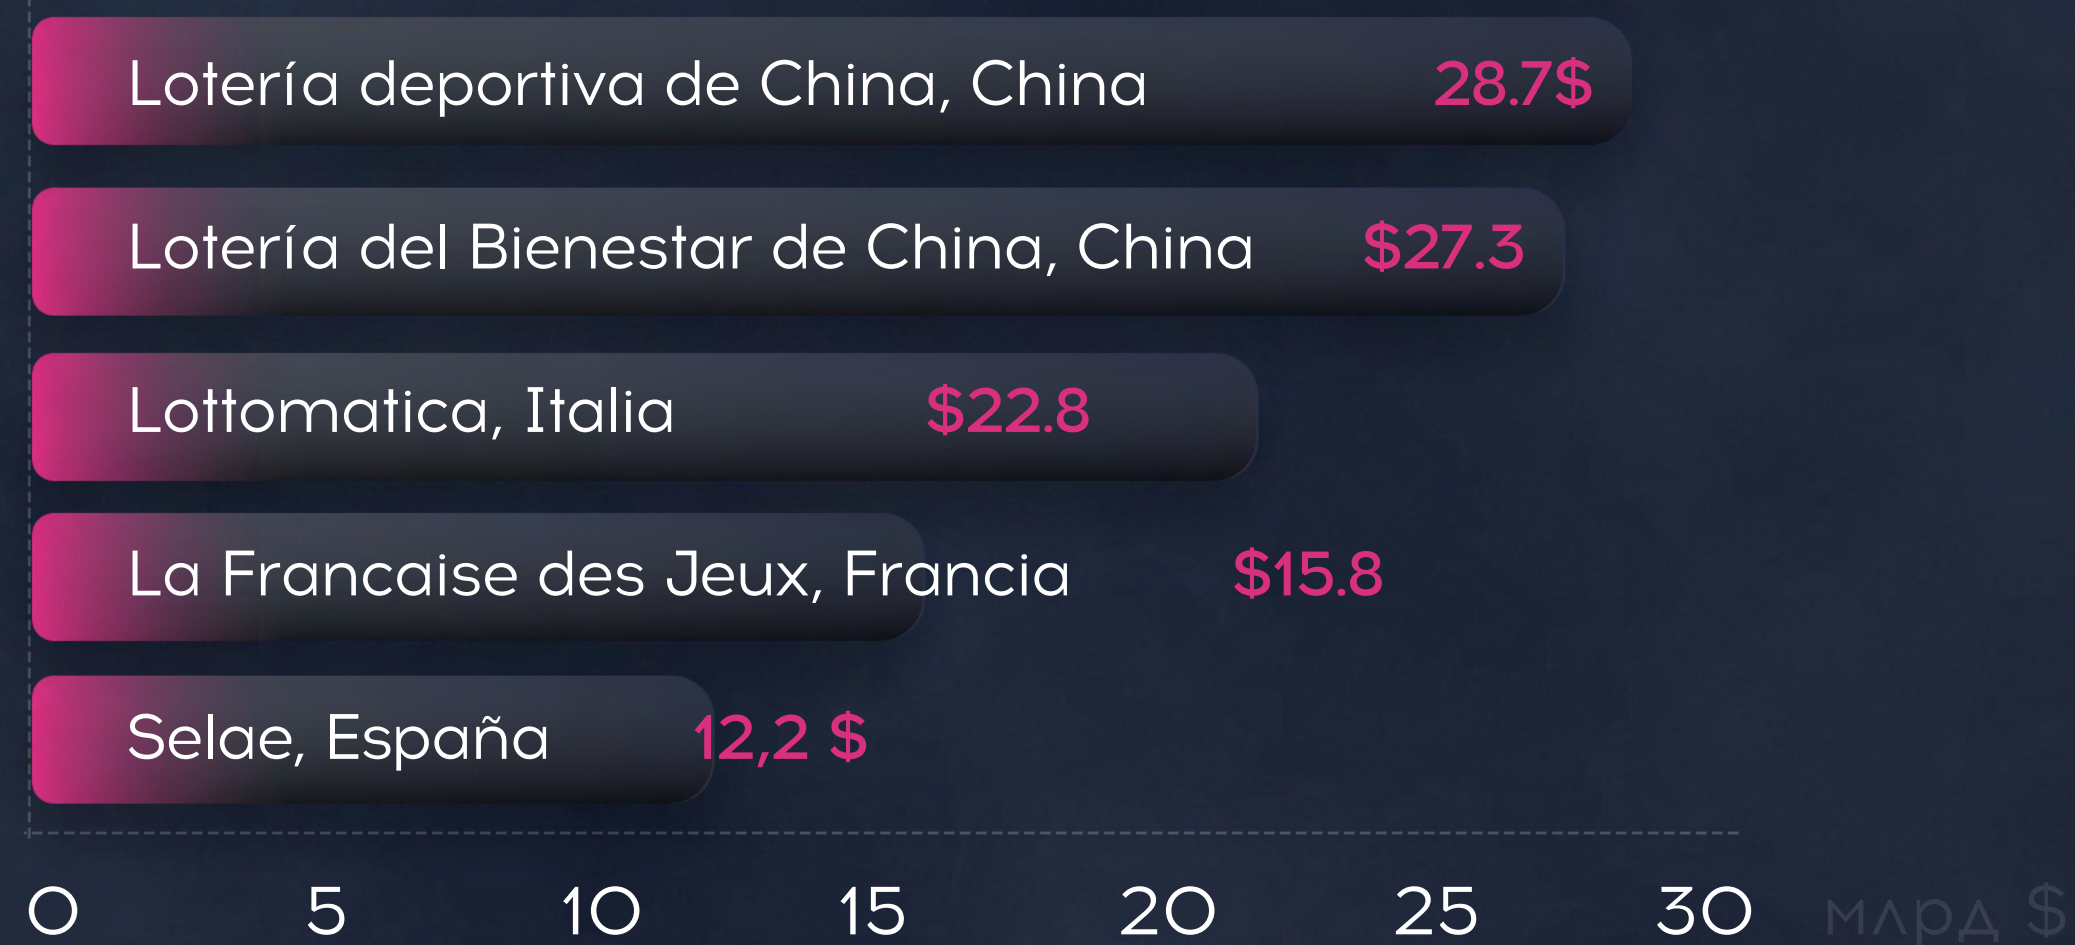 Lotería deportiva de China, China 28.7$
Lotería del Bienestar de China, China $27.3
Lottomatica, Italia $22.8
La Francaise des Jeux, Francia $15.8
Selae, España 12,2 $
0 5 10 15 20 25 30 млрд $